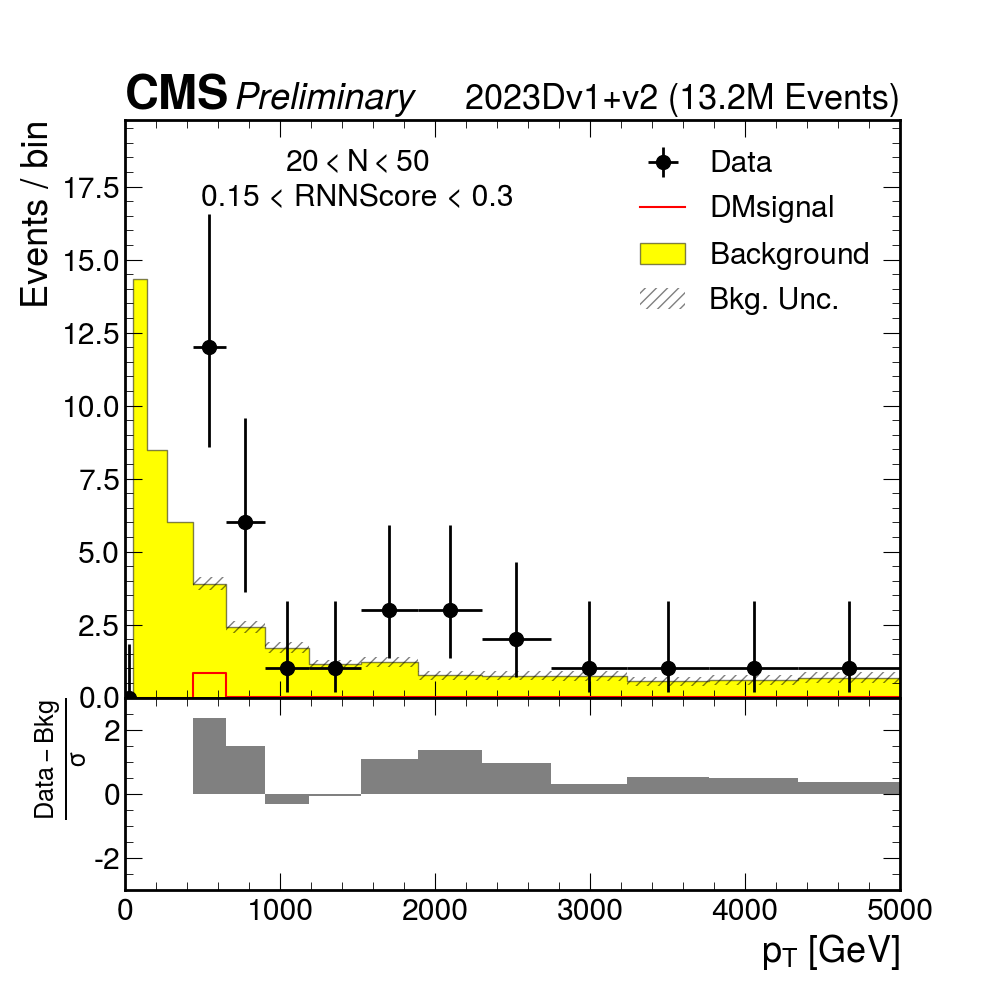 CMS Preliminary 2023Dv1+v2 (13.2M Events)
Events / bin
20 < N < 50
0.15 < RNNScore < 0.3
Data
DMsignal
Background
Bkg. Unc.
17.5
15.0
12.5
10.0
7.5
5.0
2.5
0.0
Data – Bkg
σ
2
0
-2
0 1000 2000 3000 4000 5000
pT [GeV]